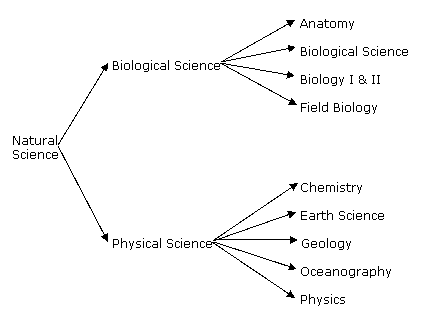 Natural
Science
Biological Science
Anatomy
Biological Science
Biology I & II
Field Biology
Physical Science
Chemistry
Earth Science
Geology
Oceanography
Physics